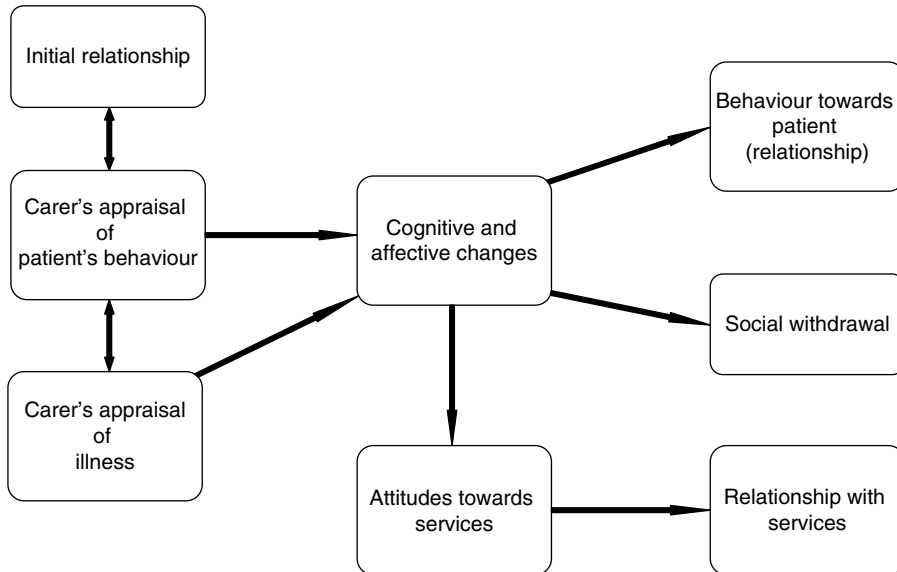 Initial relationship
Carer’s appraisal
of
patient’s behaviour
Carer’s appraisal
of
illness
Cognitive and
affective changes
Attitudes towards
services
Behaviour towards
patient
(relationship)
Social withdrawal
Relationship with
services